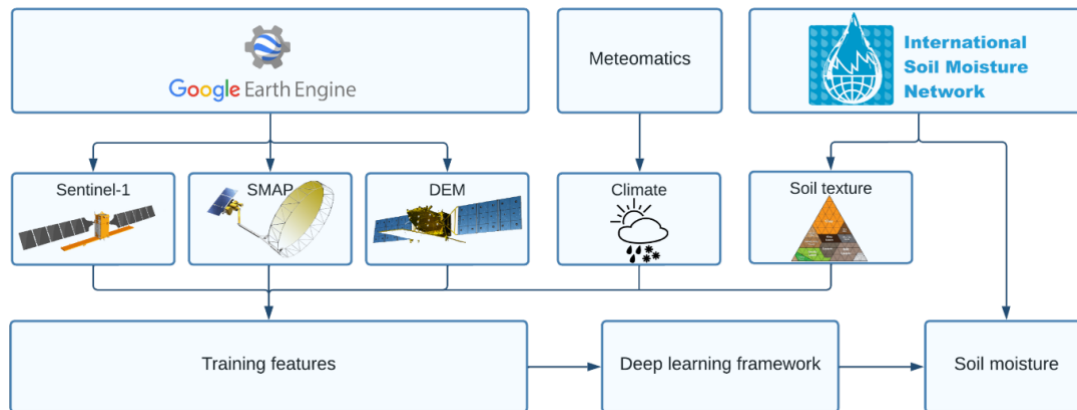 Google Earth Engine
Meteomatics
International
Soil Moisture
Network
Sentinel-1
SMAP
DEM
Climate
Soil texture
Training features
Deep learning framework
Soil moisture